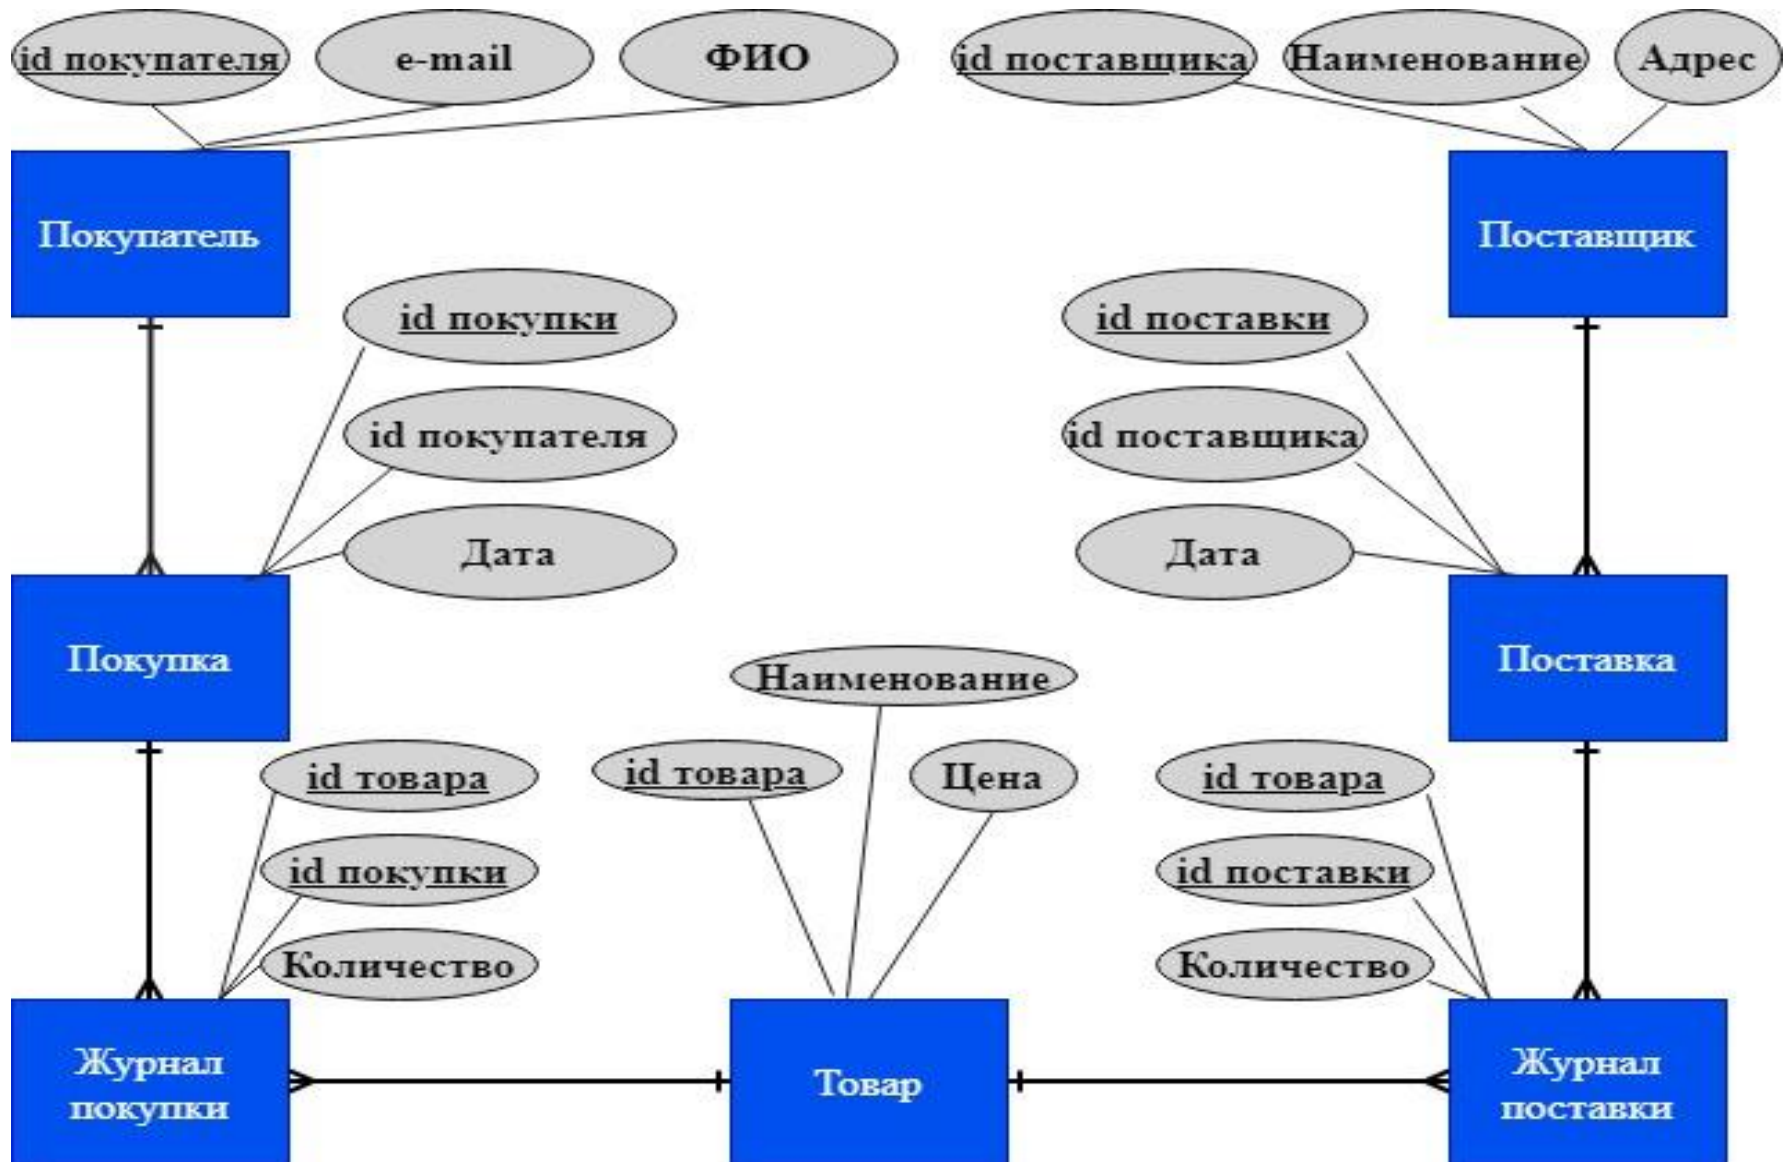 id покупателя
e-mail
ФИО
id поставщика
Наименование
Адрес
Покупатель
Поставщик
id покупки
id поставки
id покупателя
id поставщика
Дата
Дата
Покупка
Поставка
Наименование
id товара
id товара
Цена
id товара
id покупки
id поставки
Количество
Количество
Журнал
покупки
Товар
Журнал
поставки